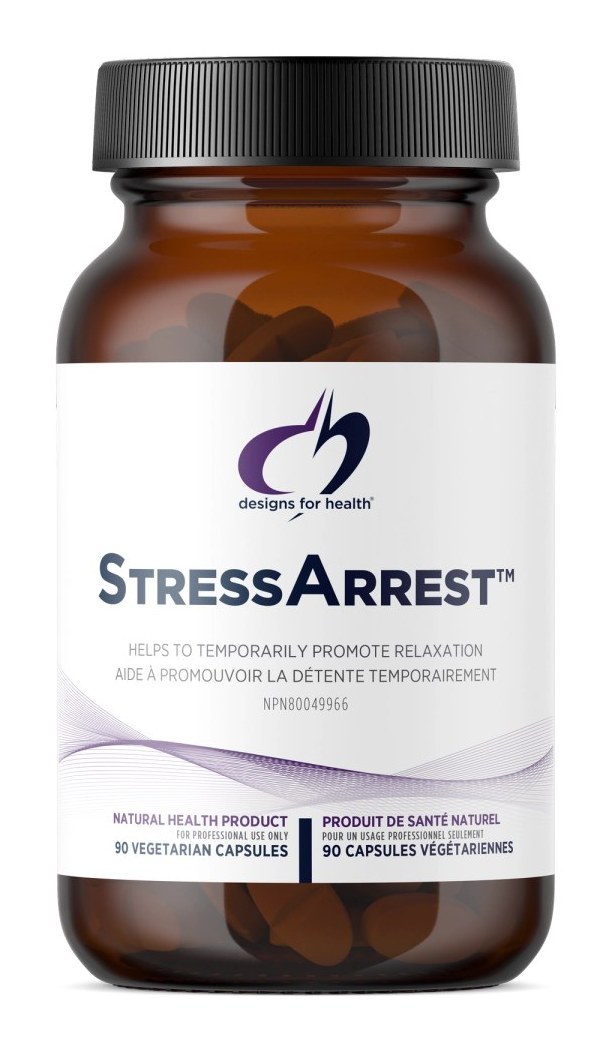 designs for health®
STRESSARREST™
HELPS TO TEMPORARILY PROMOTE RELAXATION
AIDE À PROMOUVOIR LA DÉTENTE TEMPORAIREMENT
NPN80049966
NATURAL HEALTH PRODUCT
FOR PROFESSIONAL USE ONLY
90 VEGETARIAN CAPSULES
PRODUIT DE SANTÉ NATUREL
POUR UN USAGE PROFESSIONNEL SEULEMENT
90 CAPSULES VÉGÉTARIENNES